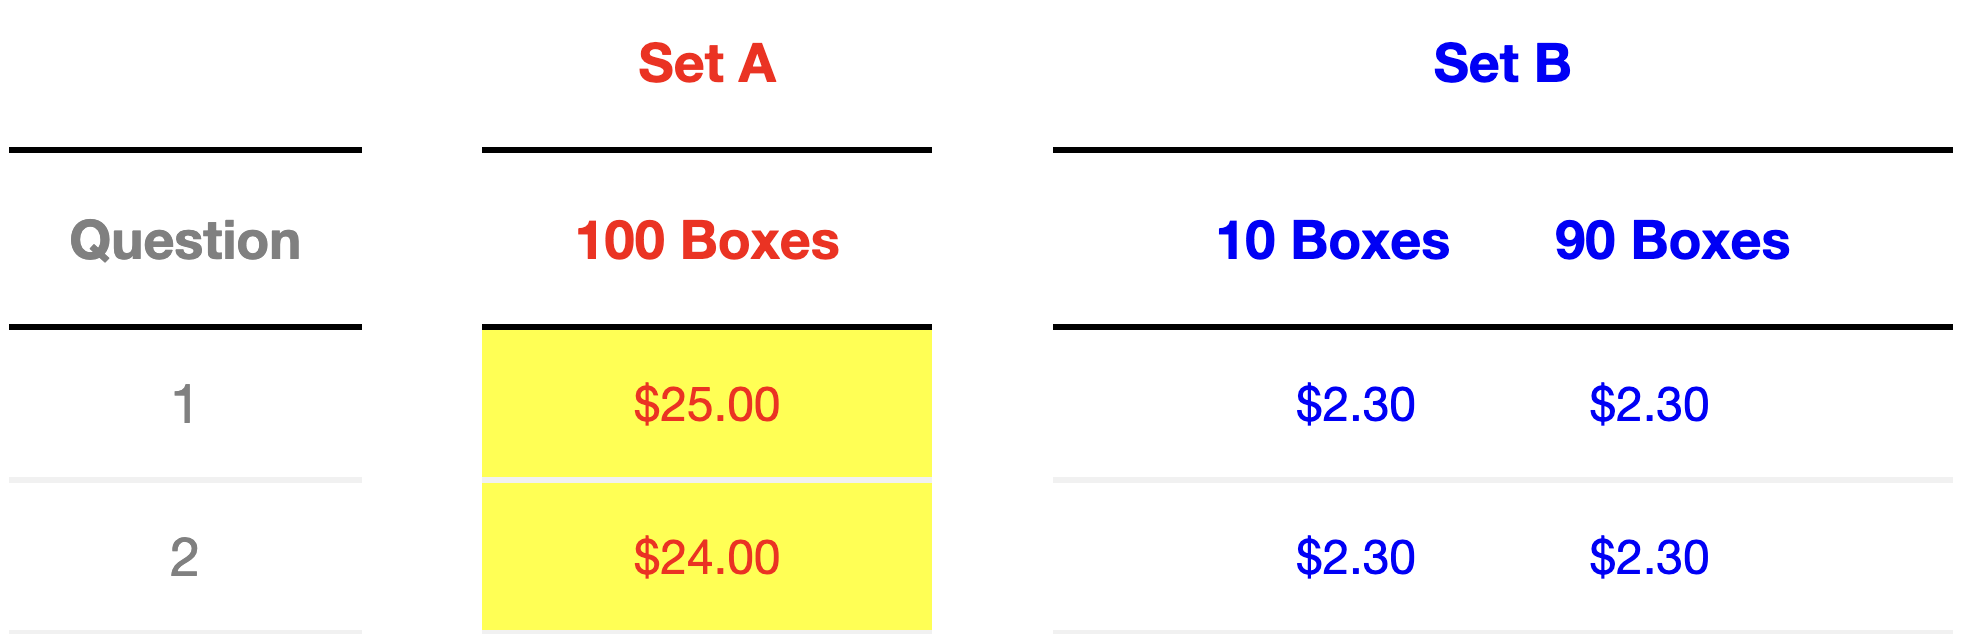 Set A Set B
Question 100 Boxes 10 Boxes 90 Boxes
1 $25.00 $2.30 $2.30
2 $24.00 $2.30 $2.30